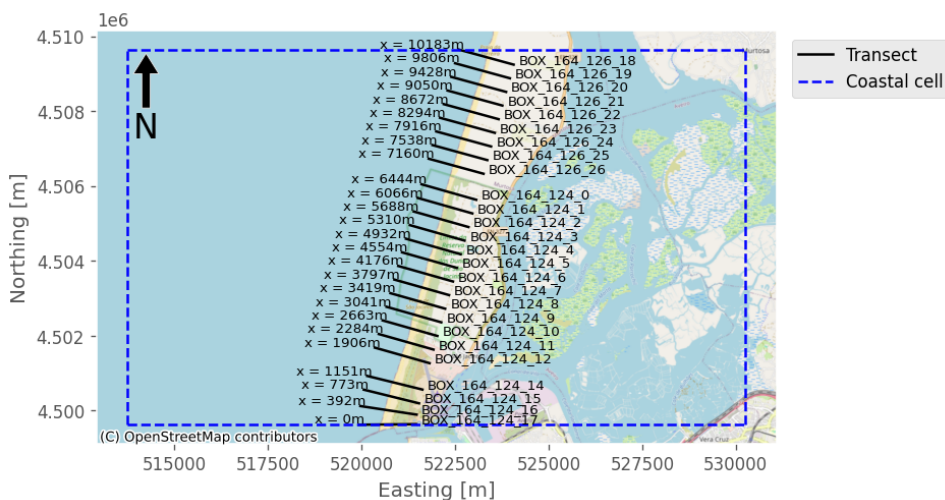 1e6
4.510
4.508
4.506
4.504
4.502
4.500
Northing [m]
N
x = 10183m
x = 9806m
x = 9428m
x = 9050m
x = 8672m
x = 8294m
x = 7916m
x = 7538m
x = 7160m
x = 6444m
x = 6066m
x = 5688m
x = 5310m
x = 4932m
x = 4554m
x = 4176m
x = 3797m
x = 3419m
x = 3041m
x = 2663m
x = 2284m
x = 1906m
x = 1151m
x = 773m
x = 392m
x = 0m
BOX_164_126_18
BOX_164_126_19
BOX_164_126_20
BOX_164_126_21
BOX_164_126_22
BOX_164_126_23
BOX_164_126_24
BOX_164_126_25
BOX_164_126_26
BOX_164_124_0
BOX_164_124_1
BOX_164_124_2
BOX_164_124_3
BOX_164_124_4
BOX_164_124_5
BOX_164_124_6
BOX_164_124_7
BOX_164_124_8
BOX_164_124_9
BOX_164_124_10
BOX_164_124_11
BOX_164_124_12
BOX_164_124_14
BOX_164_124_15
BOX_164_124_16
BOX_164_124_17
Murtosa
Vera Cruz
(C) OpenStreetMap contributors
515000 517500 520000 522500 525000 527500 530000
Easting [m]
Transect
Coastal cell